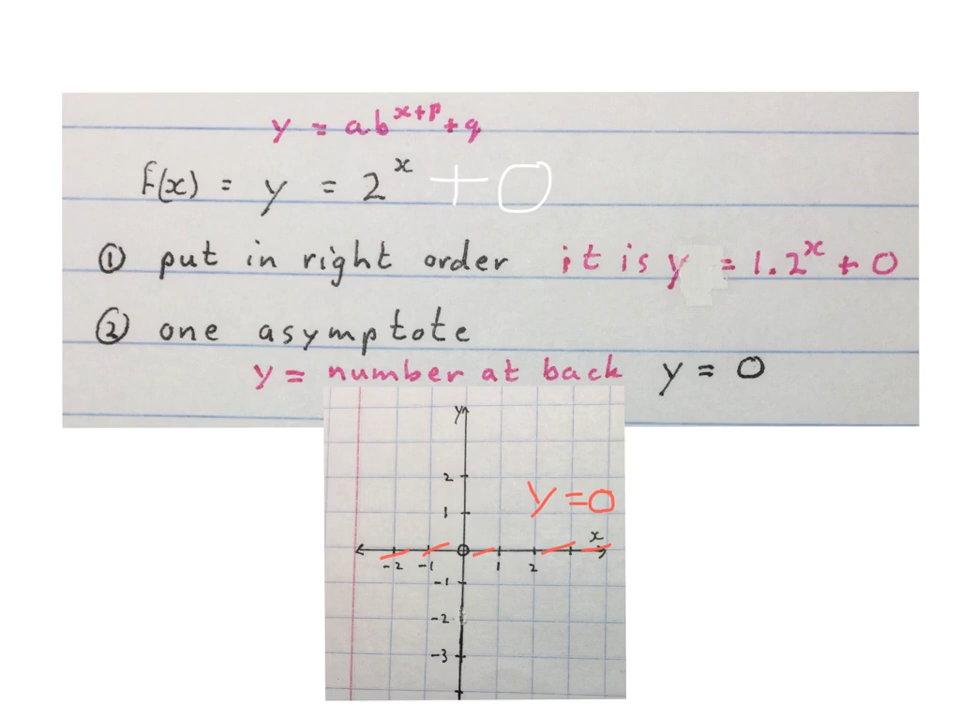 y = ab^{x+p} + q
f(x) = y = 2^x + 0
① put in right order it is y = 1.2^x + 0
② one asymptote
y = number at back y = 0
y
2
1
y = 0
x
-2 -1 1 2
-1
-2
-3